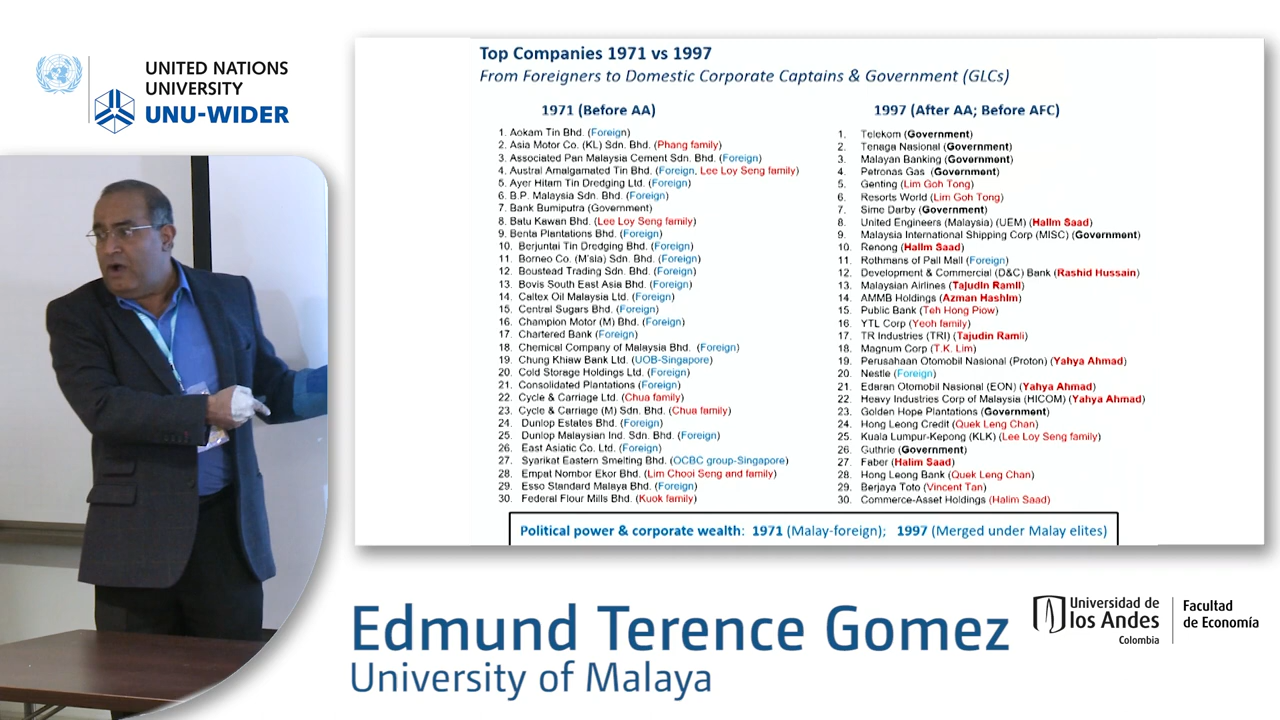 UNITED NATIONS
UNIVERSITY
UNU-WIDER
Top Companies 1971 vs 1997
From Foreigners to Domestic Corporate Captains & Government (GLCs)
1971 (Before AA)
1. Aokam Tin Bhd. (Foreign)
2. Asia Motor Co. (KL) Sdn. Bhd. (Phang family)
3. Associated Pan Malaysia Cement Sdn. Bhd. (Foreign)
4. Austral Amalgamated Tin Bhd. (Foreign, Lee Loy Seng family)
5. Ayer Hitam Tin Dredging Ltd. (Foreign)
6. B.P. Malaysia Sdn. Bhd. (Foreign)
7. Bank Bumiputra (Government)
8. Batu Kawan Bhd. (Lee Loy Seng family)
9. Benta Plantations Bhd. (Foreign)
10. Berjuntai Tin Dredging Bhd. (Foreign)
11. Borneo Co. (M'sia) Sdn. Bhd. (Foreign)
12. Boustead Trading Sdn. Bhd. (Foreign)
13. Bovis South East Asia Bhd. (Foreign)
14. Caltex Oil Malaysia Ltd. (Foreign)
15. Central Sugars Bhd. (Foreign)
16. Champion Motor (M) Bhd. (Foreign)
17. Chartered Bank (Foreign)
18. Chemical Company of Malaysia Bhd. (Foreign)
19. Chung Khiaw Bank Ltd. (UOB-Singapore)
20. Cold Storage Holdings Ltd. (Foreign)
21. Consolidated Plantations (Foreign)
22. Cycle & Carriage Ltd. (Chua family)
23. Cycle & Carriage (M) Sdn. Bhd. (Chua family)
24. Dunlop Estates Bhd. (Foreign)
25. Dunlop Malaysian Ind. Sdn. Bhd. (Foreign)
26. East Asiatic Co. Ltd. (Foreign)
27. Syarikat Eastern Smelting Bhd. (OCBC group-Singapore)
28. Empat Nombor Ekor Bhd. (Lim Chooi Seng and family)
29. Esso Standard Malaya Bhd. (Foreign)
30. Federal Flour Mills Bhd. (Kuok family)
1997 (After AA; Before AFC)
1. Telekom (Government)
2. Tenaga Nasional (Government)
3. Malayan Banking (Government)
4. Petronas Gas (Government)
5. Genting (Lim Goh Tong)
6. Resorts World (Lim Goh Tong)
7. Sime Darby (Government)
8. United Engineers (Malaysia) (UEM) (Halim Saad)
9. Malaysia International Shipping Corp (MISC) (Government)
10. Renong (Halim Saad)
11. Rothmans of Pall Mall (Foreign)
12. Development & Commercial (D&C) Bank (Rashid Hussain)
13. Malaysian Airlines (Tajudin Ramli)
14. AMMB Holdings (Azman Hashim)
15. Public Bank (Teh Hong Piow)
16. YTL Corp (Yeoh family)
17. TR Industries (TRI) (Tajudin Ramli)
18. Magnum Corp (T.K. Lim)
19. Perusahaan Otomobil Nasional (Proton) (Yahya Ahmad)
20. Nestle (Foreign)
21. Edaran Otomobil Nasional (EON) (Yahya Ahmad)
22. Heavy Industries Corp of Malaysia (HICOM) (Yahya Ahmad)
23. Golden Hope Plantations (Government)
24. Hong Leong Credit (Quek Leng Chan)
25. Kuala Lumpur-Kepong (KLK) (Lee Loy Seng family)
26. Guthrie (Government)
27. Faber (Halim Saad)
28. Hong Leong Bank (Quek Leng Chan)
29. Berjaya Toto (Vincent Tan)
30. Commerce-Asset Holdings (Halim Saad)
Political power & corporate wealth: 1971 (Malay-foreign); 1997 (Merged under Malay elites)
Edmund Terence Gomez
University of Malaya
Universidad de
los Andes
Colombia
Facultad
de Economía